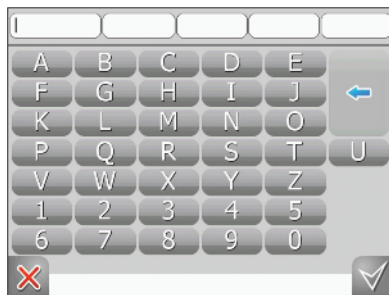 A B C D E
F G H I J
K L M N O
P Q R S T U
V W X Y Z
1 2 3 4 5
6 7 8 9 0